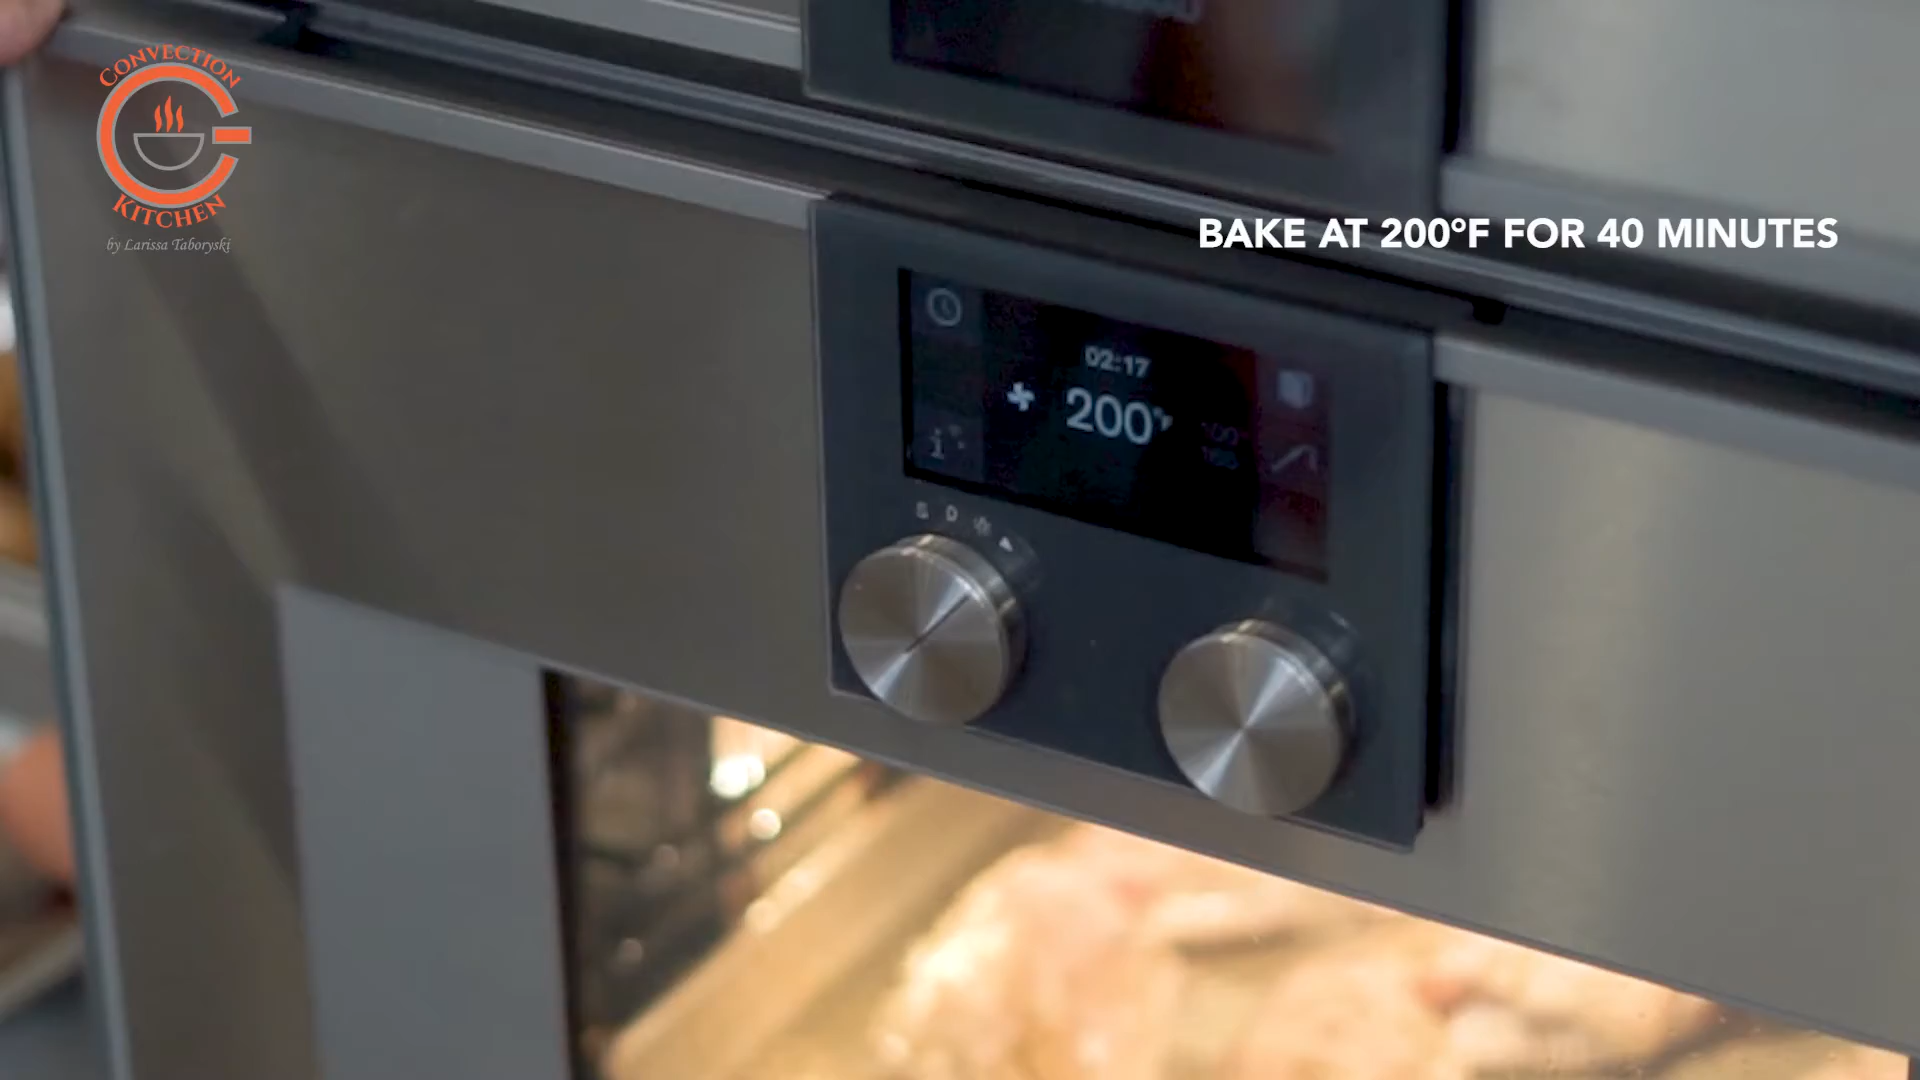 CONVECTION
KITCHEN
by Larissa Taboryski
BAKE AT 200°F FOR 40 MINUTES
02:17
200°F
i
S D